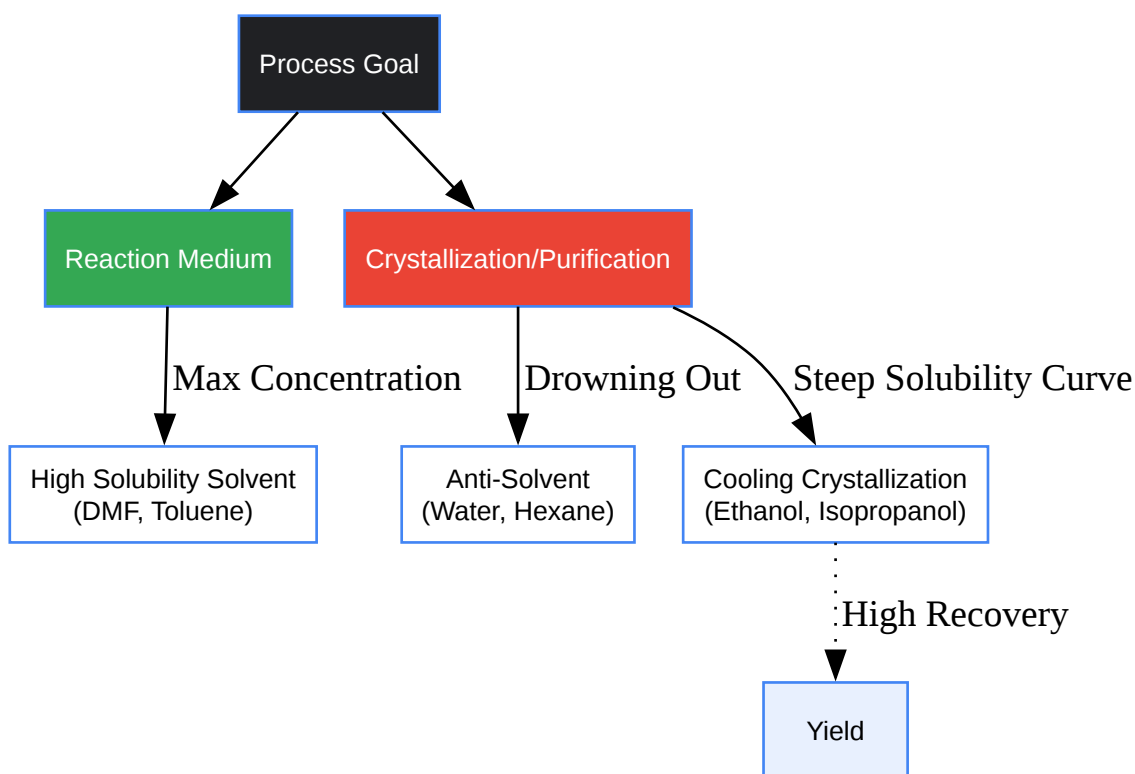 Process Goal
Reaction Medium
Crystallization/Purification
Max Concentration
Drowning Out
Steep Solubility Curve
High Solubility Solvent
(DMF, Toluene)
Anti-Solvent
(Water, Hexane)
Cooling Crystallization
(Ethanol, Isopropanol)
High Recovery
Yield